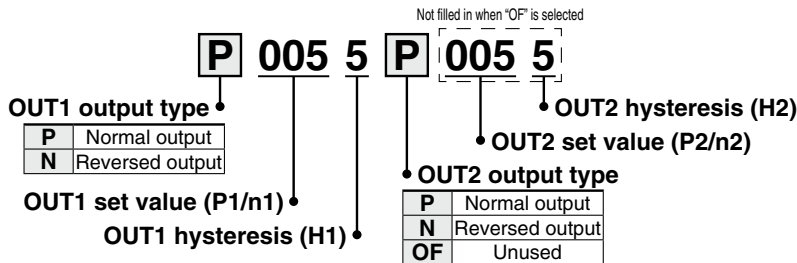 Not filled in when “OF” is selected
P 005 5 P 005 5
OUT1 output type
P Normal output
N Reversed output
OUT1 set value (P1/n1)
OUT1 hysteresis (H1)
OUT2 hysteresis (H2)
OUT2 set value (P2/n2)
OUT2 output type
P Normal output
N Reversed output
OF Unused